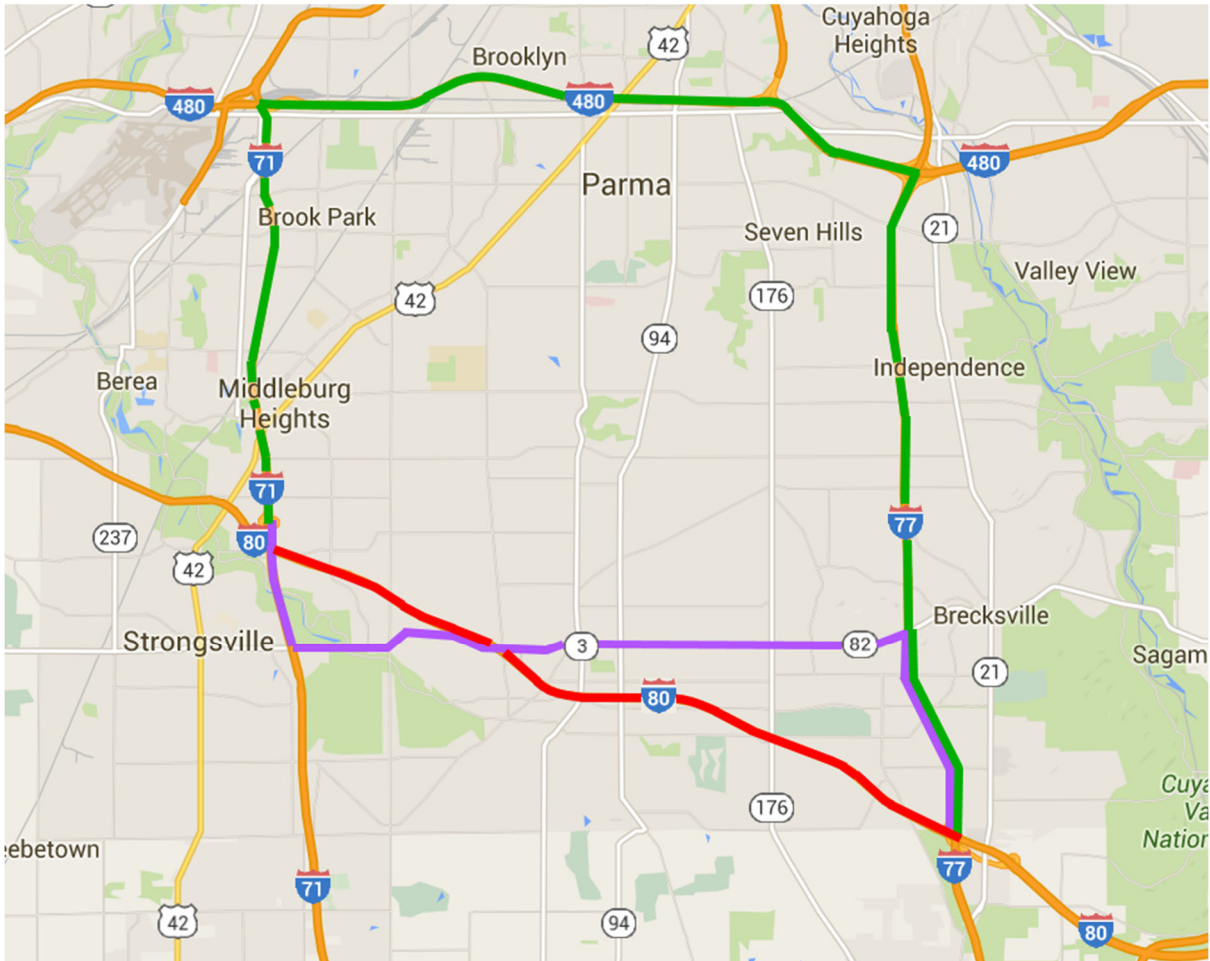 Cuyahoga
Heights
42
Brooklyn
480
480
71
480
Parma
Brook Park
Seven Hills
21
Valley View
42
176
94
Berea
Middleburg
Heights
Independence
71
77
237
80
42
Brecksville
Strongsville
3
82
Sagam
21
80
Cuya
Va
Nation
176
eebetown
77
71
42
94
80